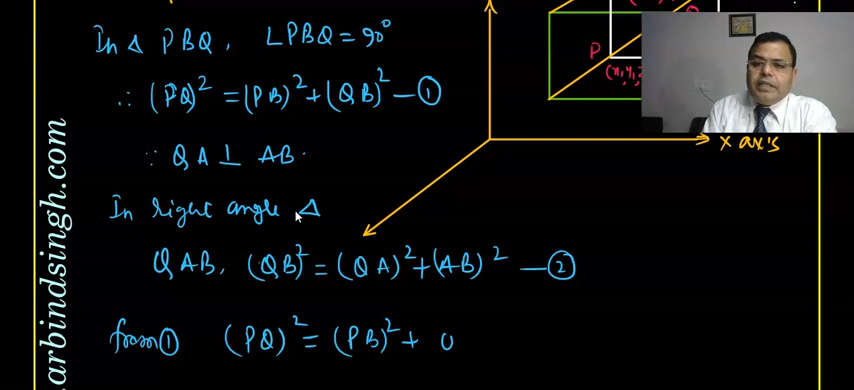 In Δ PBQ, ∠PBQ = 90°
∴ (PQ)² = (PB)² + (QB)² — ①
∵ QA ⊥ AB.
In right angle Δ
QAB, (QB)² = (QA)² + (AB)² — ②
from ① (PQ)² = (PB)² +
P
x axis
arbindsingh.com